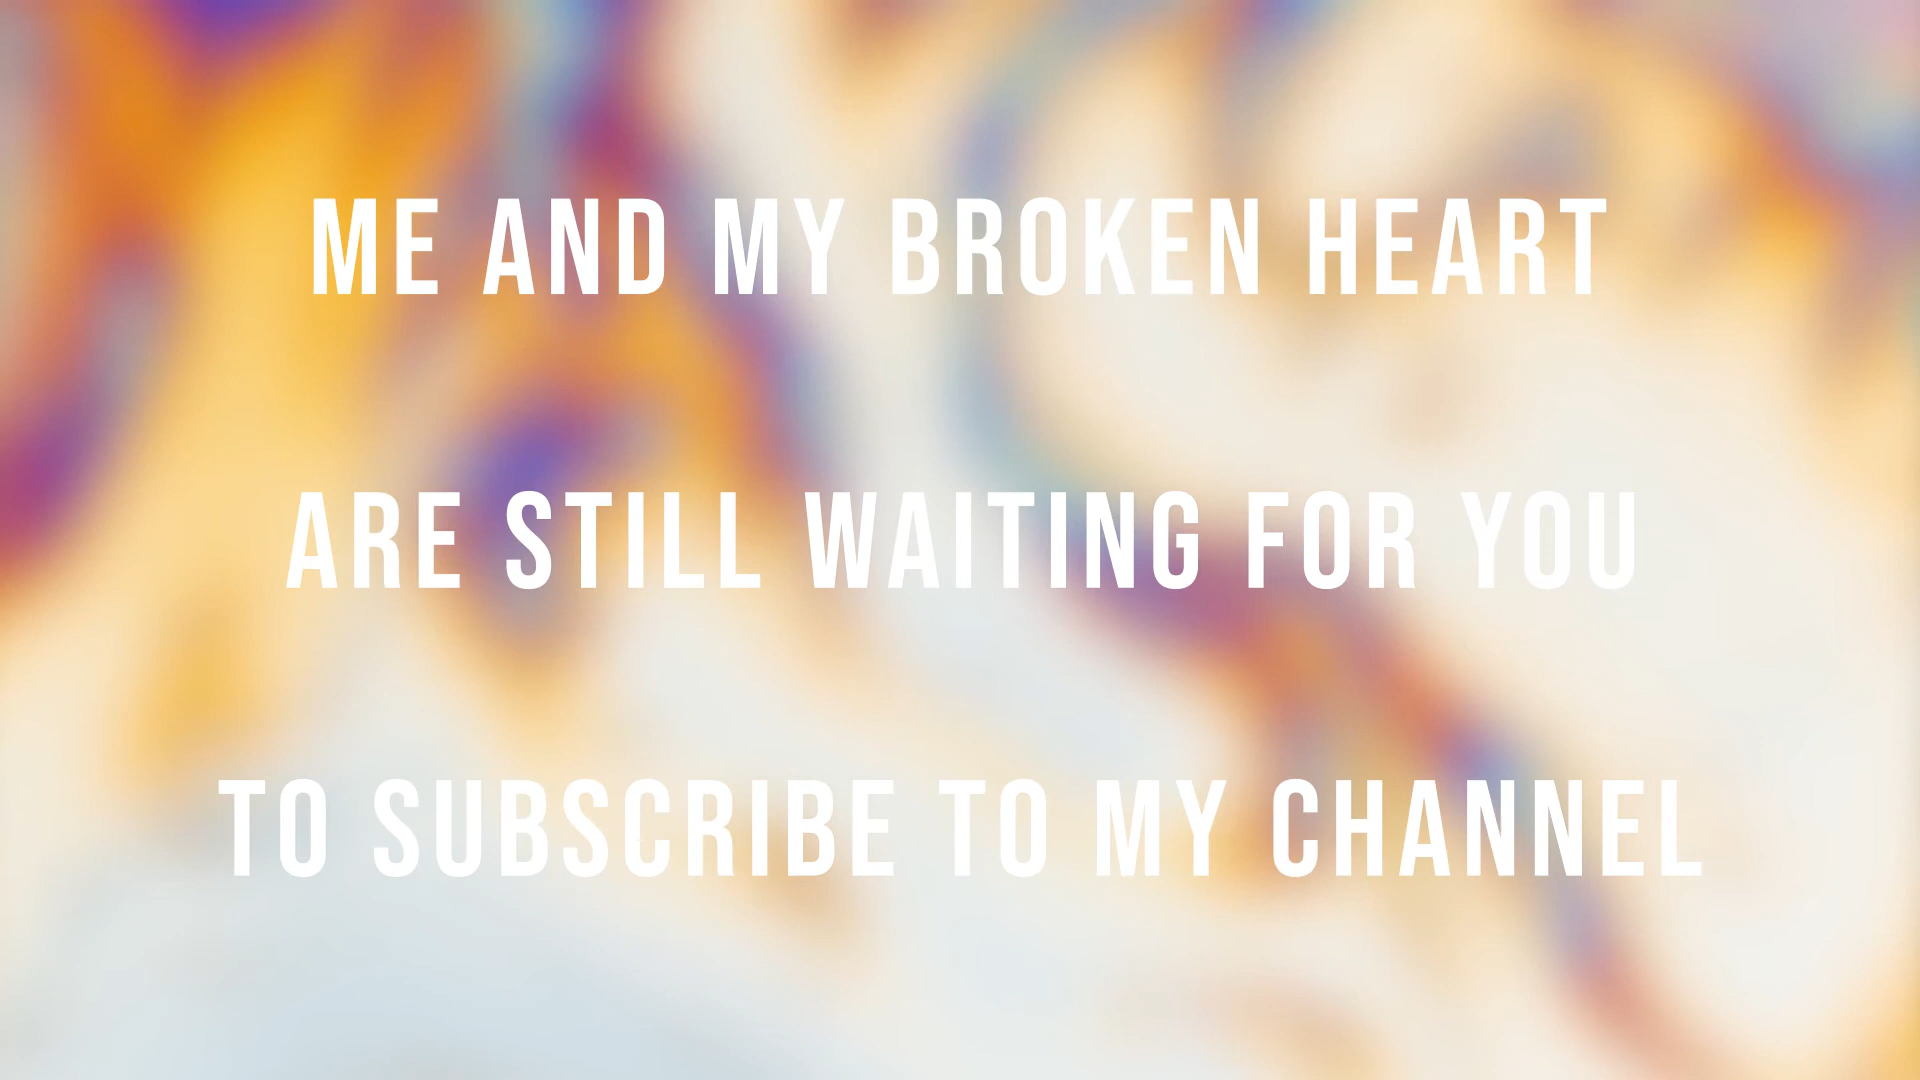 ME AND MY BROKEN HEART
ARE STILL WAITING FOR YOU
TO SUBSCRIBE TO MY CHANNEL